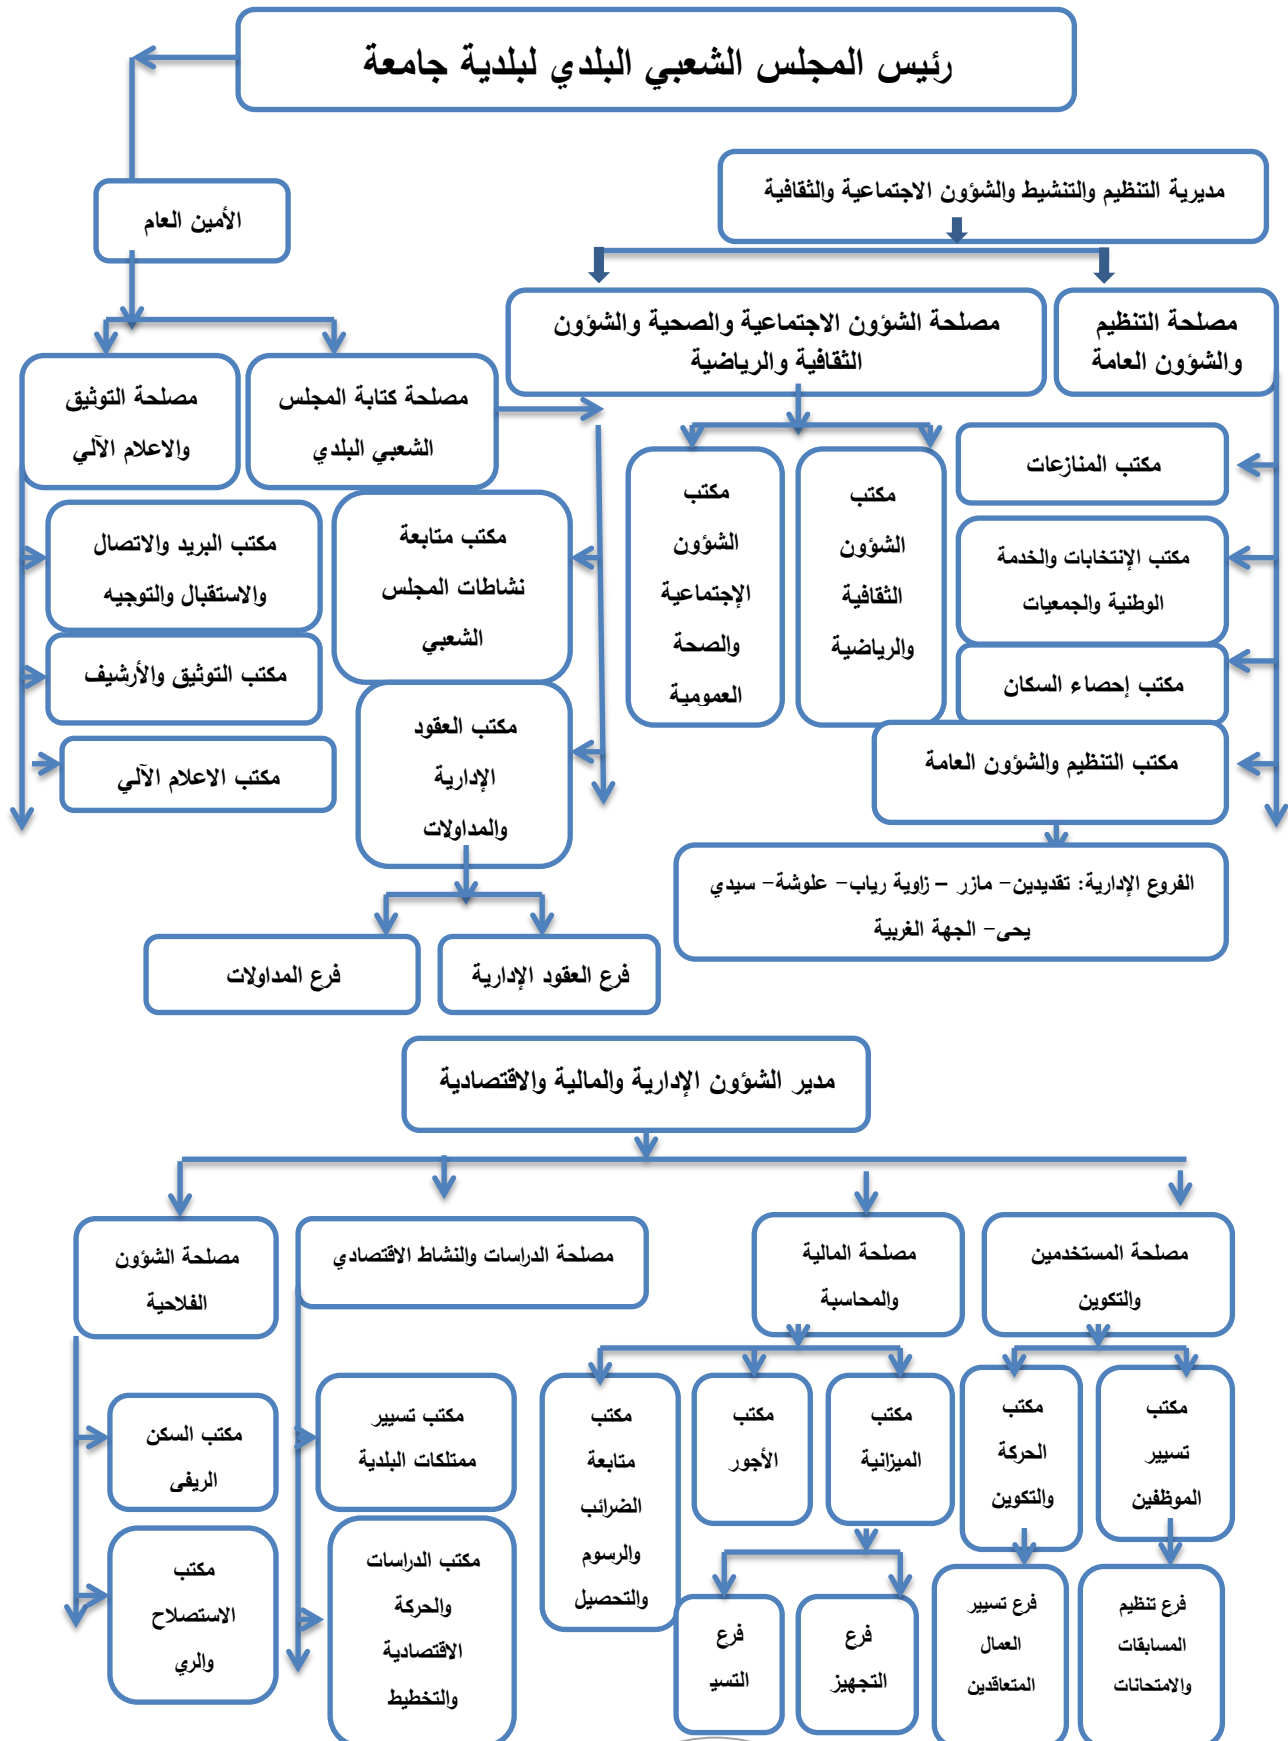 رئيس المجلس الشعبي البلدي لبلدية جامعة
مديرية التنظيم والتنشيط والشؤون الاجتماعية والثقافية
الأمين العام
مصلحة التنظيم
والشؤون العامة
مصلحة الشؤون الاجتماعية والصحية والشؤون
الثقافية والرياضية
مصلحة كتابة المجلس
الشعبي البلدي
مصلحة التوثيق
والاعلام الآلي
مكتب المنازعات
مكتب الإنتخابات والخدمة
الوطنية والجمعيات
مكتب إحصاء السكان
مكتب التنظيم والشؤون العامة
الفروع الإدارية: تقديدين- مازر – زاوية رياب- علوشة- سيدي
يحى- الجهة الغربية
مكتب
الشؤون
الثقافية
والرياضية
مكتب
الشؤون
الإجتماعية
والصحة
العمومية
مكتب متابعة
نشاطات المجلس
الشعبي
مكتب العقود
الإدارية
والمداولات
فرع العقود الإدارية
فرع المداولات
مكتب البريد والاتصال
والاستقبال والتوجيه
مكتب التوثيق والأرشيف
مكتب الاعلام الآلي
مدير الشؤون الإدارية والمالية والاقتصادية
مصلحة المستخدمين
والتكوين
مصلحة المالية
والمحاسبة
مصلحة الدراسات والنشاط الاقتصادي
مصلحة الشؤون
الفلاحية
مكتب
تسيير
الموظفين
مكتب
الحركة
والتكوين
مكتب
الميزانية
مكتب
الأجور
مكتب
متابعة
الضرائب
والرسوم
والتحصيل
مكتب تسيير
ممتلكات البلدية
مكتب السكن
الريفى
فرع تنظيم
المسابقات
والامتحانات
فرع تسيير
العمال
المتعاقدين
فرع
التجهيز
فرع
التسيـ
مكتب الدراسات
والحركة
الاقتصادية
والتخطيط
مكتب
الاستصلاح
والري